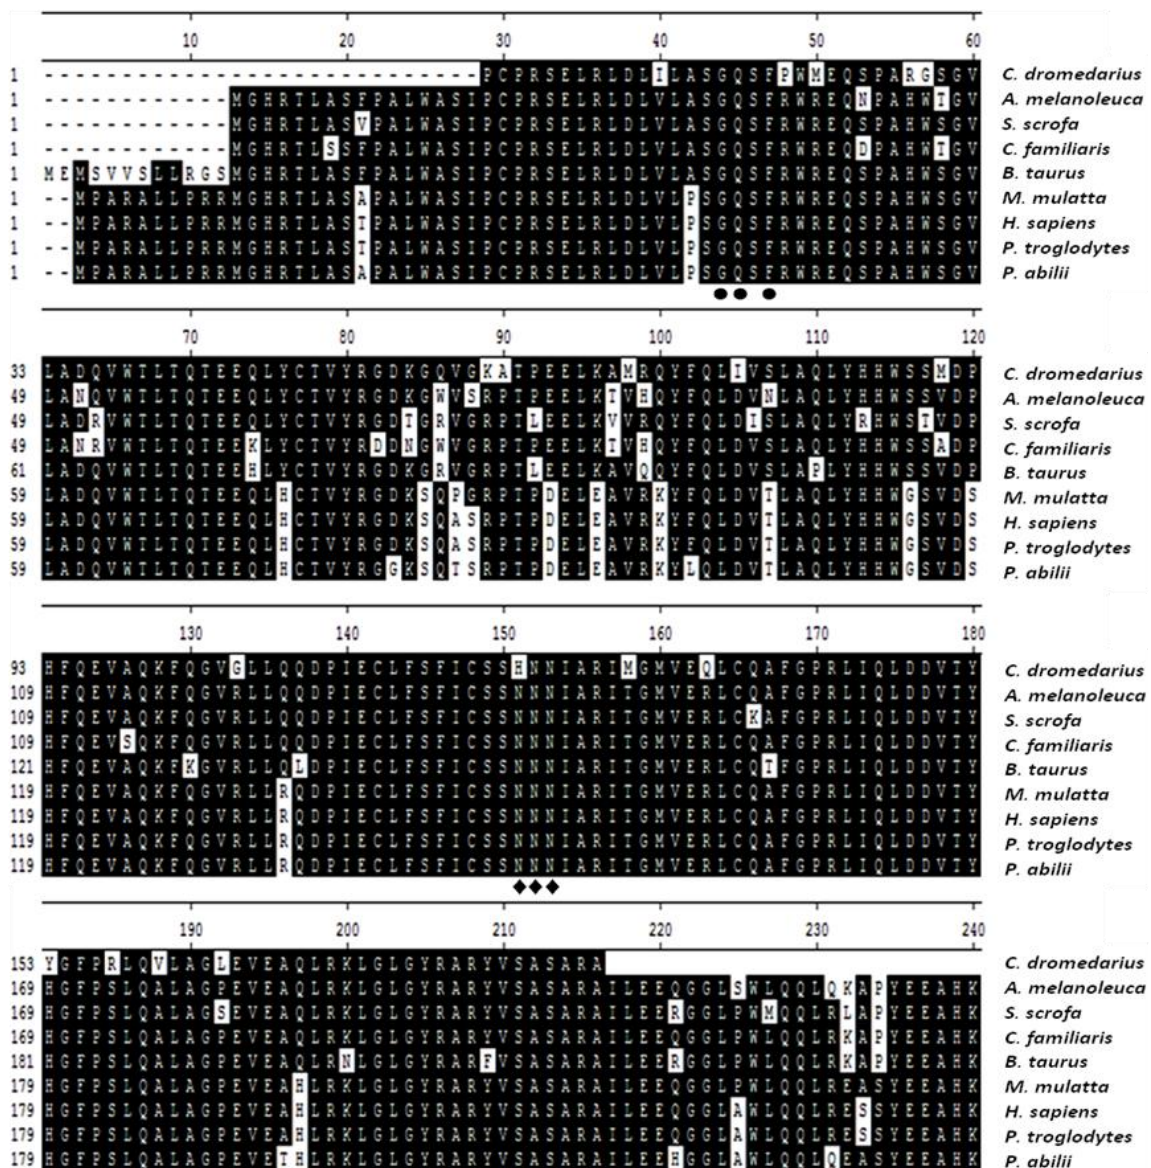 10 20 30 40 50 60
1 ----------------------------PCPRSELRLDLILASGQSFPWMEQSPARGSGV C. dromedarius
1 ------------MGHRTLASFPALWASIPCPRSELRLDLVLASGQSFRWREQNPAHWTGV A. melanoleuca
1 ------------MGHRTLASVPALWASIPCPRSELRLDLVLASGQSFRWREQSPAHWSGV S. scrofa
1 ------------MGHRTLSSFPALWASIPCPRSELRLDLVLASGQSFRWREQDPAHWTGV C. familiaris
1 MEMSVVSLLRGSMGHRTLASFPALWASIPCPRSELRLDLVLASGQSFRWREQSPAHWSGV B. taurus
1 --MPARALLPRRMGHRTLASAPALWASIPCPRSELRLDLVLPSGQSFRWREQSPAHWSGV M. mulatta
1 --MPARALLPRRMGHRTLASTPALWASIPCPRSELRLDLVLPSGQSFRWREQSPAHWSGV H. sapiens
1 --MPARALLPRRMGHRTLASTPALWASIPCPRSELRLDLVLPSGQSFRWREQSPAHWSGV P. troglodytes
1 --MPARALLPRRMGHRTLASAPALWASIPCPRSELRLDLVLPSGQSFRWREQSPAHWSGV P. abilii
70 80 90 100 110 120
33 LADQVWTLTQTEEQLYCTVYRGDKGQVGKATPEELKAMRQYFQLIVSLAQLYHHWSSMDP C. dromedarius
49 LANQVWTLTQTEEQLYCTVYRGDKGWVSRPTPEELKTVHQYFQLDVNLAQLYHHWSSVDP A. melanoleuca
49 LADRVWTLTQTEEQLYCTVYRGDTGRVGRPTLEELKVVRQYFQLDISLAQLYRHWSTVDP S. scrofa
49 LANRVWTLTQTEEKLYCTVYRDDNGWVGRPTPEELKTVHQYFQLDVSLAQLYHHWSSADP C. familiaris
61 LADQVWTLTQTEEHLYCTVYRGDKGRVGRPTLEELKAVQQYFQLDVSLAPLYHHWSSVDP B. taurus
59 LADQVWTLTQTEEQLHCTVYRGDKSQPGRPTPDELEAVRKYFQLDVTLAQLYHHWGSVDS M. mulatta
59 LADQVWTLTQTEEQLHCTVYRGDKSQASRPTPDELEAVRKYFQLDVTLAQLYHHWGSVDS H. sapiens
59 LADQVWTLTQTEEQLHCTVYRGDKSQASRPTPDELEAVRKYFQLDVTLAQLYHHWGSVDS P. troglodytes
59 LADQVWTLTQTEEQLHCTVYRGGKSQTSRPTPDELEAVRKYLQLDVTLAQLYHHWGSVDS P. abilii
130 140 150 160 170 180
93 HFQEVAQKFQGVGLLQQDPIECLFSFICSSHNNIARIMGMVEQLCQAFGPRLIQLDDVTY C. dromedarius
109 HFQEVAQKFQGVRLLQQDPIECLFSFICSSNNNIARITGMVERLCQAFGPRLIQLDDVTY A. melanoleuca
109 HFQEVAQKFQGVRLLQQDPIECLFSFICSSNNNIARITGMVERLCKAFGPRLIQLDDVTY S. scrofa
109 HFQEVSQKFQGVRLLQQDPIECLFSFICSSNNNIARITGMVERLCQAFGPRLIQLDDVTY C. familiaris
121 HFQEVAQKFKGVRLLQLDPIECLFSFICSSNNNIARITGMVERLCQTFGPRLIQLDDVTY B. taurus
119 HFQEVAQKFQGVRLLRQDPIECLFSFICSSNNNIARITGMVERLCQAFGPRLIQLDDVTY M. mulatta
119 HFQEVAQKFQGVRLLRQDPIECLFSFICSSNNNIARITGMVERLCQAFGPRLIQLDDVTY H. sapiens
119 HFQEVAQKFQGVRLLRQDPIECLFSFICSSNNNIARITGMVERLCQAFGPRLIQLDDVTY P. troglodytes
119 HFQEVAQKFQGVRLLRQDPIECLFSFICSSNNNIARITGMVERLCQAFGPRLIQLDDVTY P. abilii
190 200 210 220 230 240
153 YGFPRLQVLAGLEVEAQLRKLGLGYRARYVSASARA C. dromedarius
169 HGFPSLQALAGPEVEAQLRKLGLGYRARYVSASARAILEEQGGLSWLQQLQKAPYEEAHK A. melanoleuca
169 HGFPSLQALAGSEVEAQLRKLGLGYRARYVSASARAILEERGGLPWMQQLRLAPYEEAHK S. scrofa
169 HGFPSLQALAGPEVEAQLRKLGLGYRARYVSASARAILEEQGGLPWLQQLRKAPYEEAHK C. familiaris
181 HGFPSLQALAGPEVEAQLRNLGLGYRARFVSASARAILEERGGLPWLQQLRKAPYEEAHK B. taurus
179 HGFPSLQALAGPEVEAHLRKLGLGYRARYVSASARAILEEQGGLPWLQQLREASYEEAHK M. mulatta
179 HGFPSLQALAGPEVEAHLRKLGLGYRARYVSASARAILEEQGGLAWLQQLRESSYEEAHK H. sapiens
179 HGFPSLQALAGPEVEAHLRKLGLGYRARYVSASARAILEEQGGLAWLQQLRESSYEEAHK P. troglodytes
179 HGFPSLQALAGPEVETHLRKLGLGYRARYVSASARAILEEHGGLAWLQQLQEASYEEAHK P. abilii